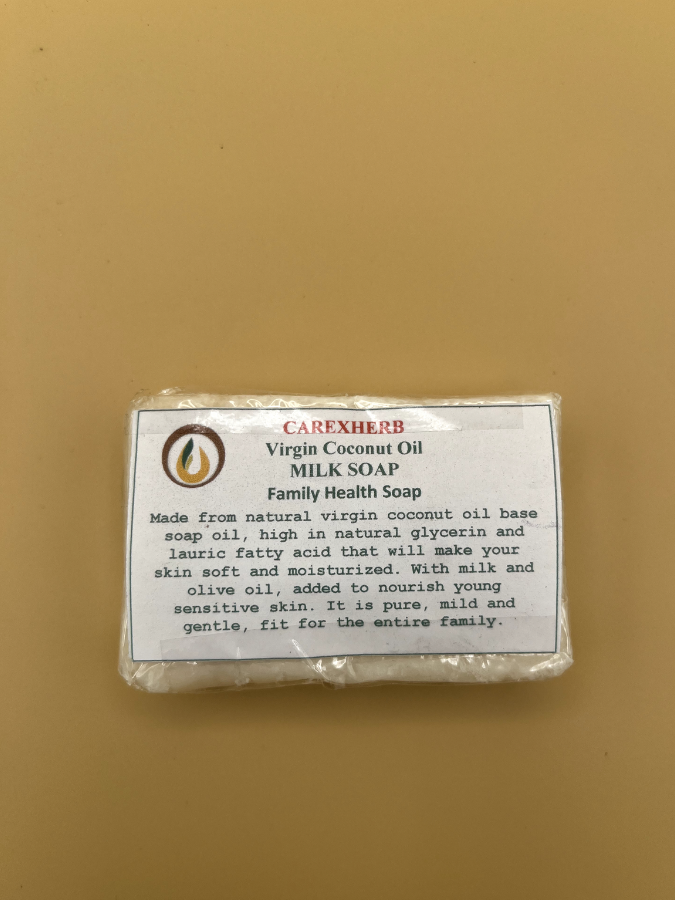 CAREXHERB
Virgin Coconut Oil
MILK SOAP
Family Health Soap
Made from natural virgin coconut oil base
soap oil, high in natural glycerin and
lauric fatty acid that will make your
skin soft and moisturized. With milk and
olive oil, added to nourish young
sensitive skin. It is pure, mild and
gentle, fit for the entire family.